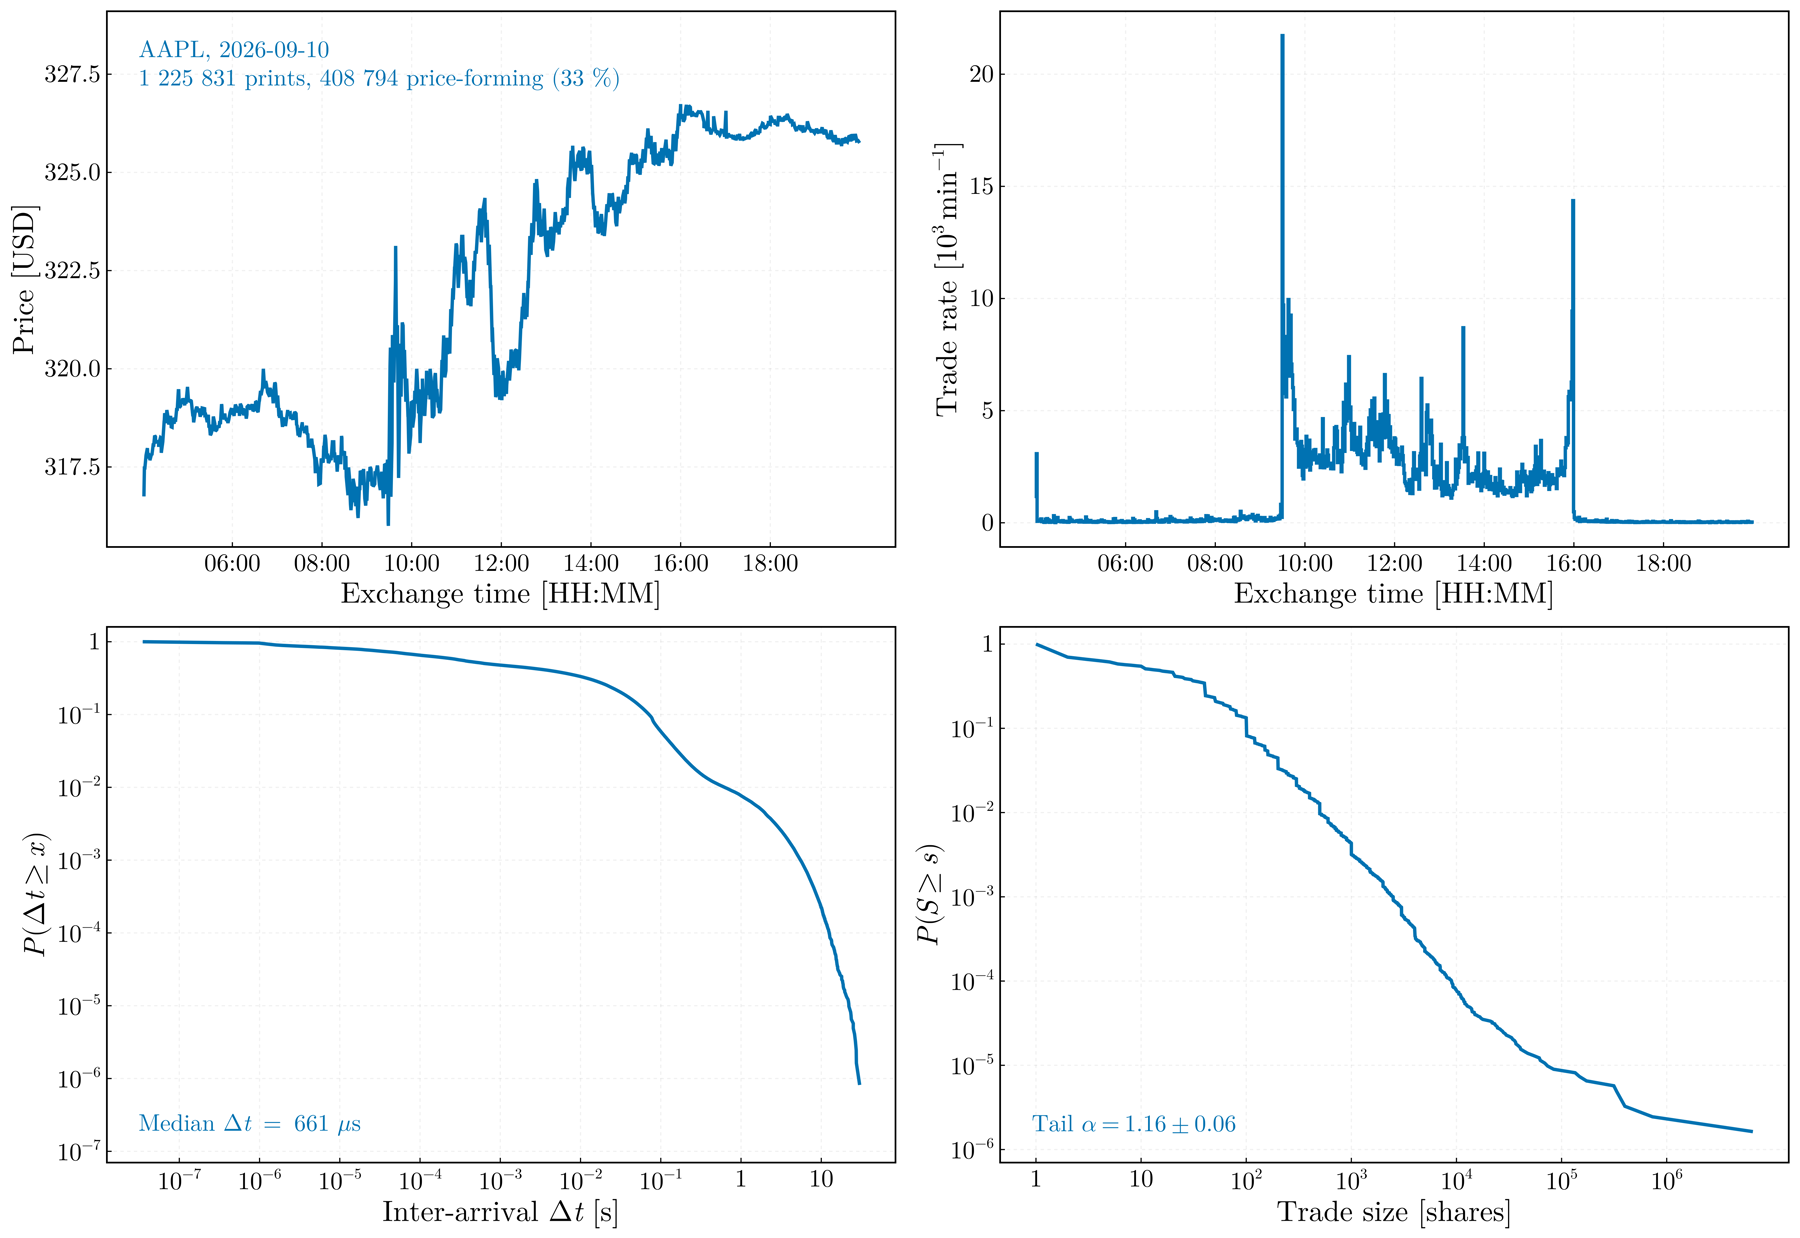 AAPL, 2026-09-10
1 225 831 prints, 408 794 price-forming (33 %)
Price [USD]
327.5
325.0
322.5
320.0
317.5
06:00 08:00 10:00 12:00 14:00 16:00 18:00
Exchange time [HH:MM]
Trade rate [10³ min⁻¹]
20
15
10
5
0
06:00 08:00 10:00 12:00 14:00 16:00 18:00
Exchange time [HH:MM]
P(Δt ≥ x)
1
10⁻¹
10⁻²
10⁻³
10⁻⁴
10⁻⁵
10⁻⁶
10⁻⁷
Median Δt = 661 μs
10⁻⁷ 10⁻⁶ 10⁻⁵ 10⁻⁴ 10⁻³ 10⁻² 10⁻¹ 1 10
Inter-arrival Δt [s]
P(S ≥ s)
1
10⁻¹
10⁻²
10⁻³
10⁻⁴
10⁻⁵
10⁻⁶
Tail α = 1.16 ± 0.06
1 10 10² 10³ 10⁴ 10⁵ 10⁶
Trade size [shares]